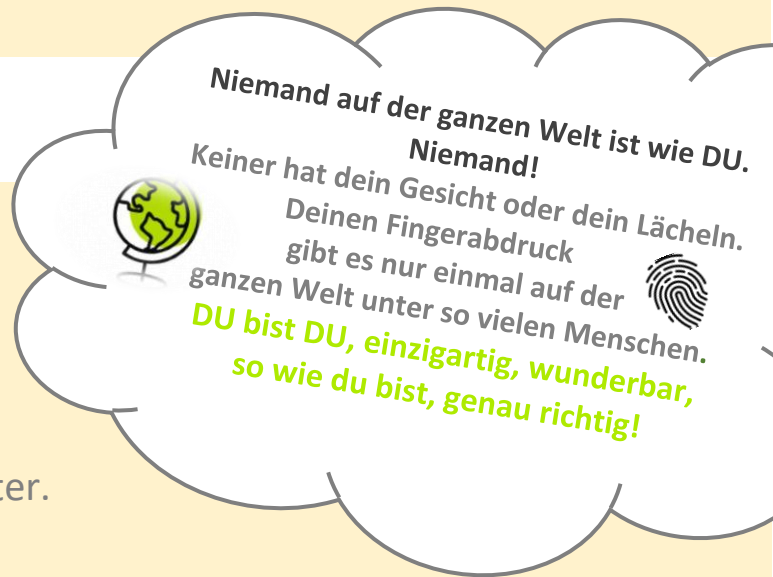 Niemand auf der ganzen Welt ist wie DU.
Niemand!
Keiner hat dein Gesicht oder dein Lächeln.
Deinen Fingerabdruck
gibt es nur einmal auf der
ganzen Welt unter so vielen Menschen.
DU bist DU, einzigartig, wunderbar,
so wie du bist, genau richtig!
ter.